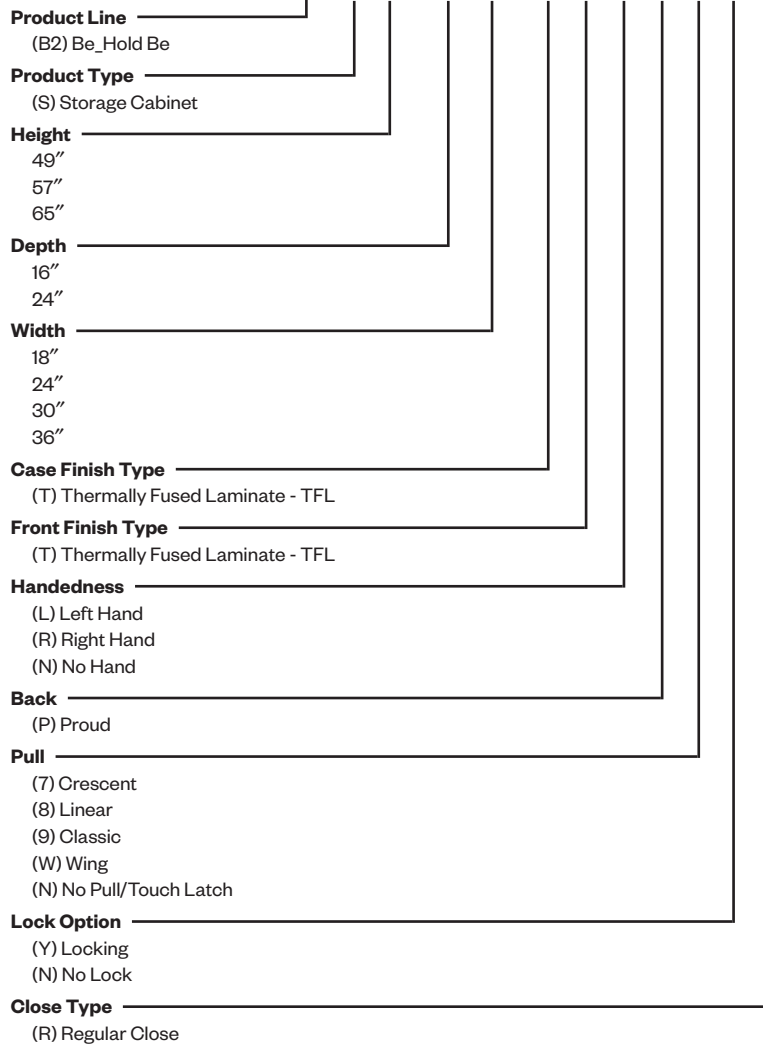 Product Line
(B2) Be_Hold Be
Product Type
(S) Storage Cabinet
Height
49″
57″
65″
Depth
16″
24″
Width
18″
24″
30″
36″
Case Finish Type
(T) Thermally Fused Laminate - TFL
Front Finish Type
(T) Thermally Fused Laminate - TFL
Handedness
(L) Left Hand
(R) Right Hand
(N) No Hand
Back
(P) Proud
Pull
(7) Crescent
(8) Linear
(9) Classic
(W) Wing
(N) No Pull/Touch Latch
Lock Option
(Y) Locking
(N) No Lock
Close Type
(R) Regular Close